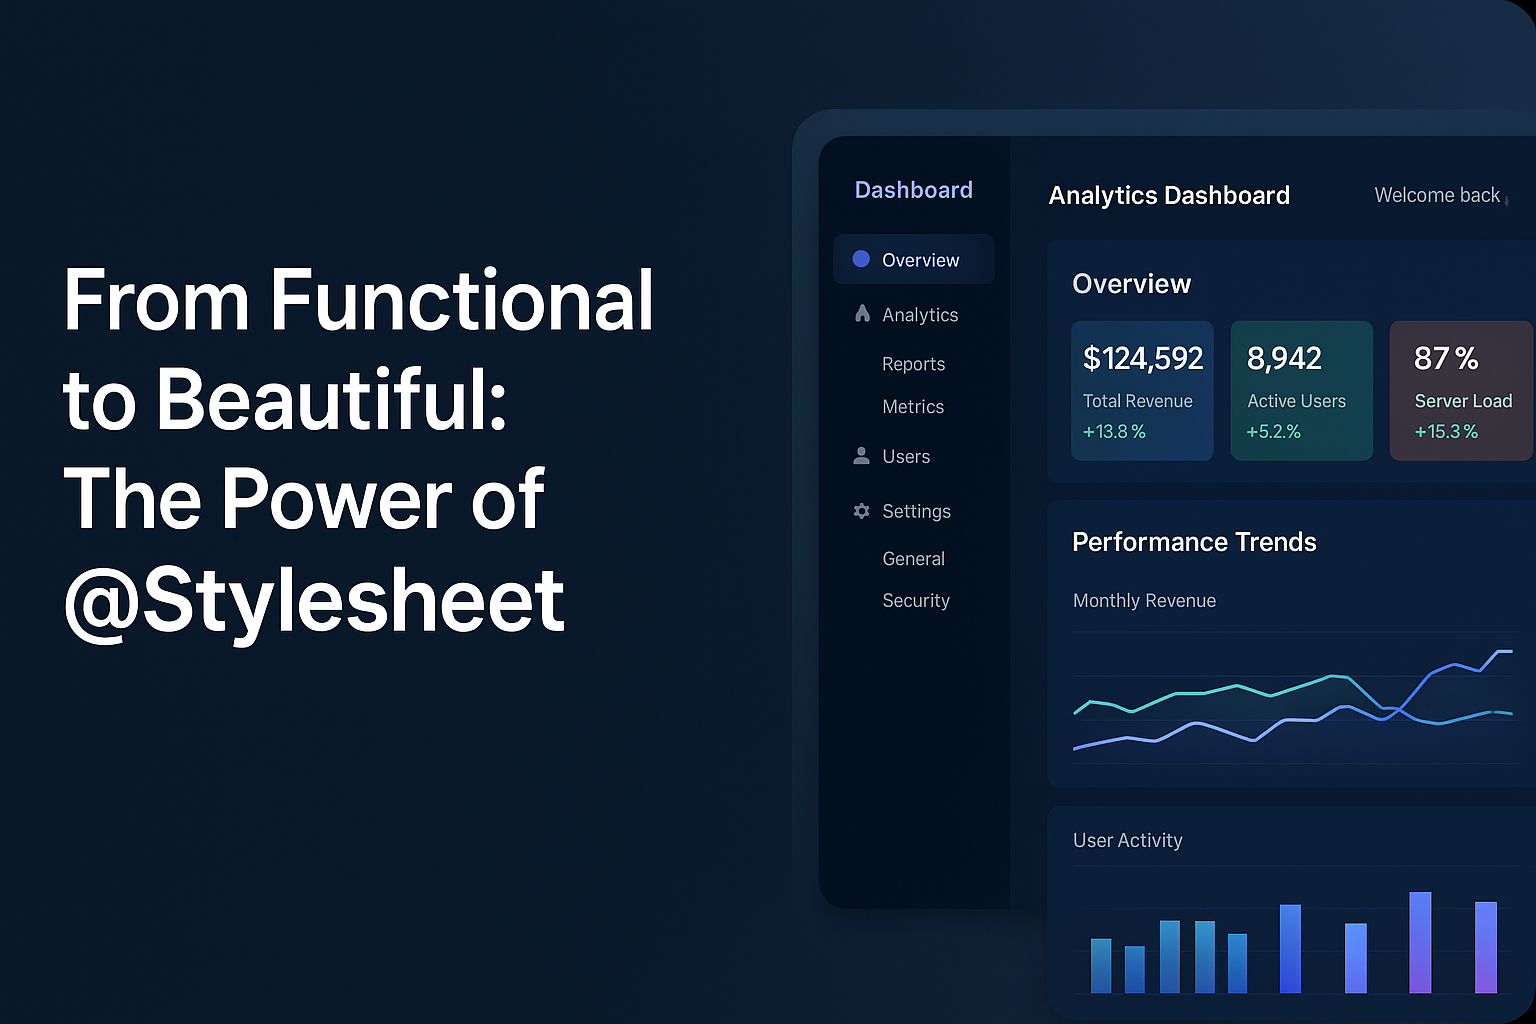 From Functional
to Beautiful:
The Power of
@Stylesheet
Dashboard
Overview
Analytics
Reports
Metrics
Users
Settings
General
Security
Analytics Dashboard
Welcome back
Overview
$124,592
Total Revenue
+13.8 %
8,942
Active Users
+5.2.%
87 %
Server Load
+15.3 %
Performance Trends
Monthly Revenue
User Activity